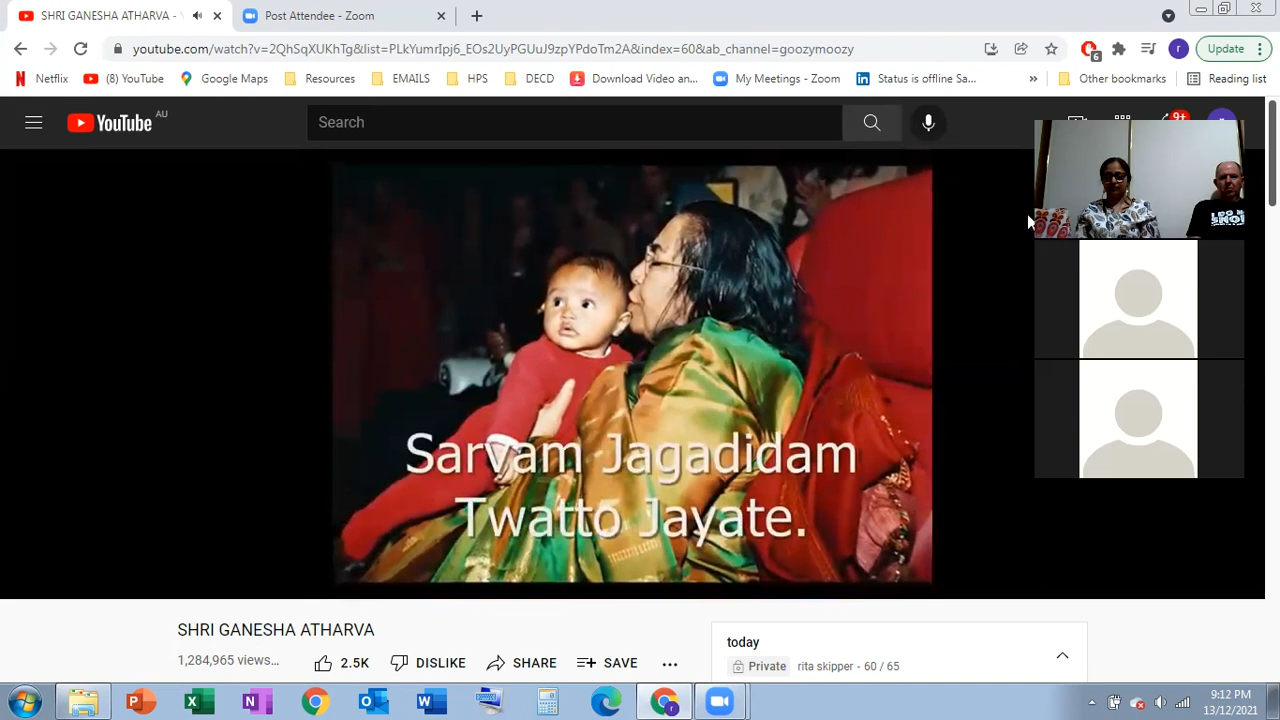 SHRI GANESHA ATHARVA - 
Post Attendee - Zoom
youtube.com/watch?v=2QhSqXUKhTg&list=PLkYumrIpj6_EOs2UyPGUuJ9zpYPdoTm2A&index=60&ab_channel=goozymoozy
6
r
Update
Netflix
(8) YouTube
Google Maps
Resources
EMAILS
HPS
DECD
Download Video an...
My Meetings - Zoom
Status is offline Sa...
»
Other bookmarks
Reading list
YouTube AU
Search
9+
Sarvam Jagadidam
Twatto Jayate.
SHRI GANESHA ATHARVA
1,284,965 views...
2.5K
DISLIKE
SHARE
SAVE
...
today
Private
rita skipper - 60 / 65
9:12 PM
13/12/2021